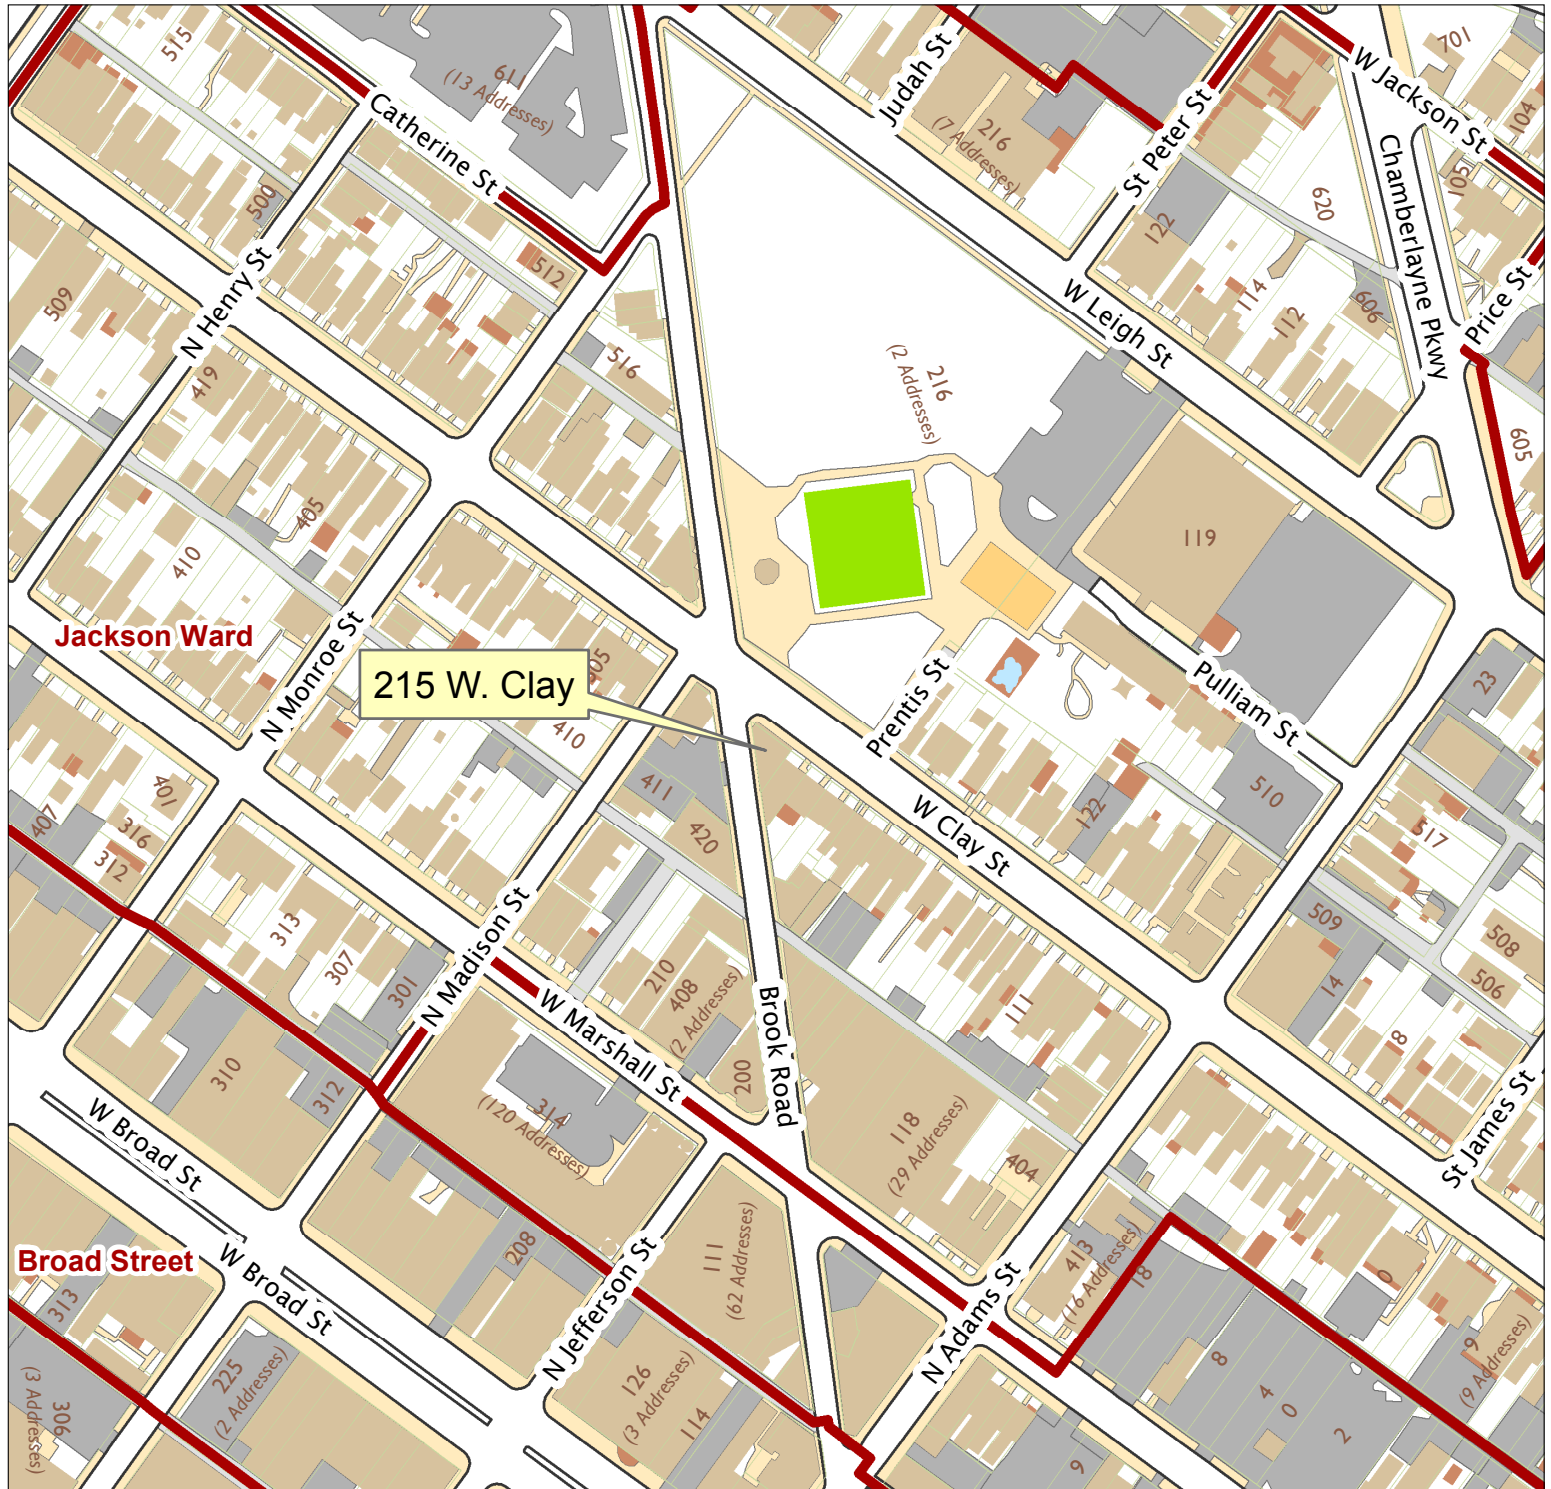 515
611
(13 Addresses)
Judah St
701
W Jackson St
104
Catherine St
216
(7 Addresses)
St Peter St
Chamberlayne Pkwy
105
500
620
122
512
N Henry St
509
114
112
606
Price St
W Leigh St
516
216
(2 Addresses)
419
605
405
119
410
Jackson Ward
N Monroe St
505
215 W. Clay
410
Prentis St
Pulliam St
23
411
510
401
407
316
312
420
W Clay St
122
517
313
307
301
N Madison St
210
408
(2 Addresses)
509
508
506
14
111
8
Brook Road
W Marshall St
200
310
312
314
(120 Addresses)
118
(29 Addresses)
404
St James St
W Broad St
W Broad St
Broad Street
313
208
N Jefferson St
111
(62 Addresses)
413
(16 Addresses)
18
0
N Adams St
306
(3 Addresses)
225
(2 Addresses)
126
(3 Addresses)
114
8
4
0
2
9
(9 Addresses)
9